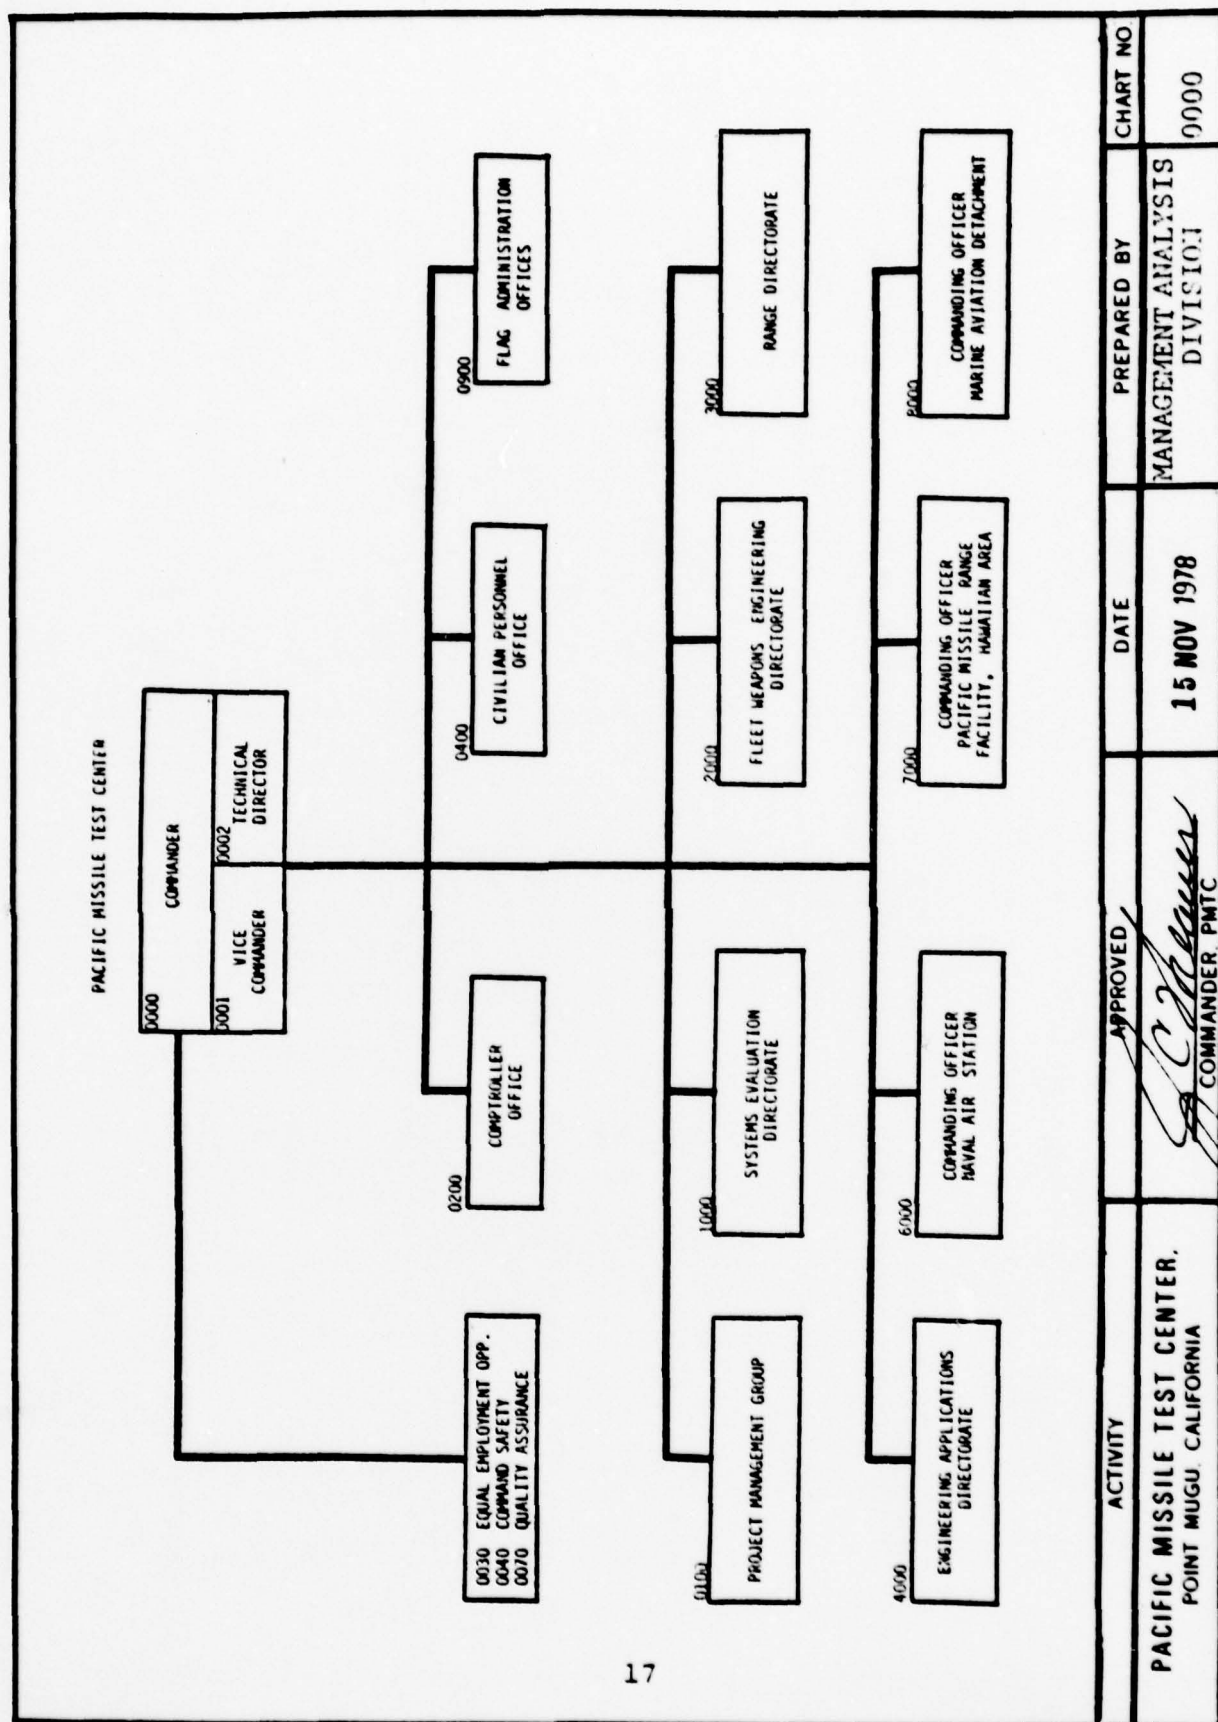 PACIFIC MISSILE TEST CENTER
0000
COMMANDER
0001
VICE
COMMANDER
0002
TECHNICAL
DIRECTOR
0030 EQUAL EMPLOYMENT OPP.
0040 COMMAND SAFETY
0070 QUALITY ASSURANCE
0200
COMPTROLLER
OFFICE
0400
CIVILIAN PERSONNEL
OFFICE
0900
FLAG ADMINISTRATION
OFFICES
0100
PROJECT MANAGEMENT GROUP
1000
SYSTEMS EVALUATION
DIRECTORATE
2000
FLEET WEAPONS ENGINEERING
DIRECTORATE
3000
RANGE DIRECTORATE
4000
ENGINEERING APPLICATIONS
DIRECTORATE
6000
COMMANDING OFFICER
NAVAL AIR STATION
7000
COMMANDING OFFICER
PACIFIC MISSILE RANGE
FACILITY, HAWAIIAN AREA
8000
COMMANDING OFFICER
MARINE AVIATION DETACHMENT
17
ACTIVITY
PACIFIC MISSILE TEST CENTER,
POINT MUGU. CALIFORNIA
APPROVED
COMMANDER, PMTC
DATE
15 NOV 1978
PREPARED BY
MANAGEMENT ANALYSIS
DIVISION
CHART NO.
0000